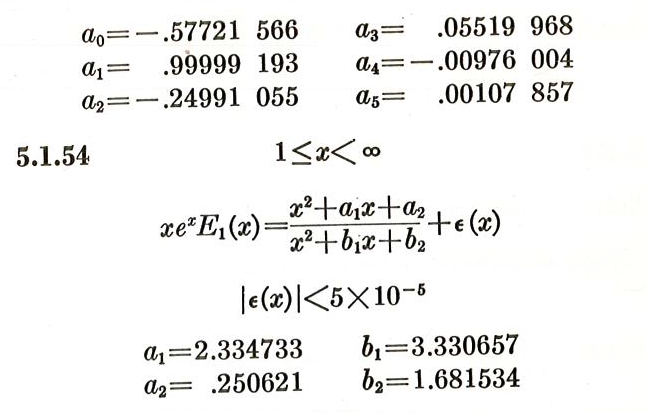 a₀=−.57721 566 a₃= .05519 968
a₁= .99999 193 a₄=−.00976 004
a₂=−.24991 055 a₅= .00107 857
5.1.54 1≤x<∞
xeˣE₁(x)=(x²+a₁x+a₂)/(x²+b₁x+b₂)+ϵ(x)
|ϵ(x)|<5×10⁻⁵
a₁=2.334733 b₁=3.330657
a₂= .250621 b₂=1.681534